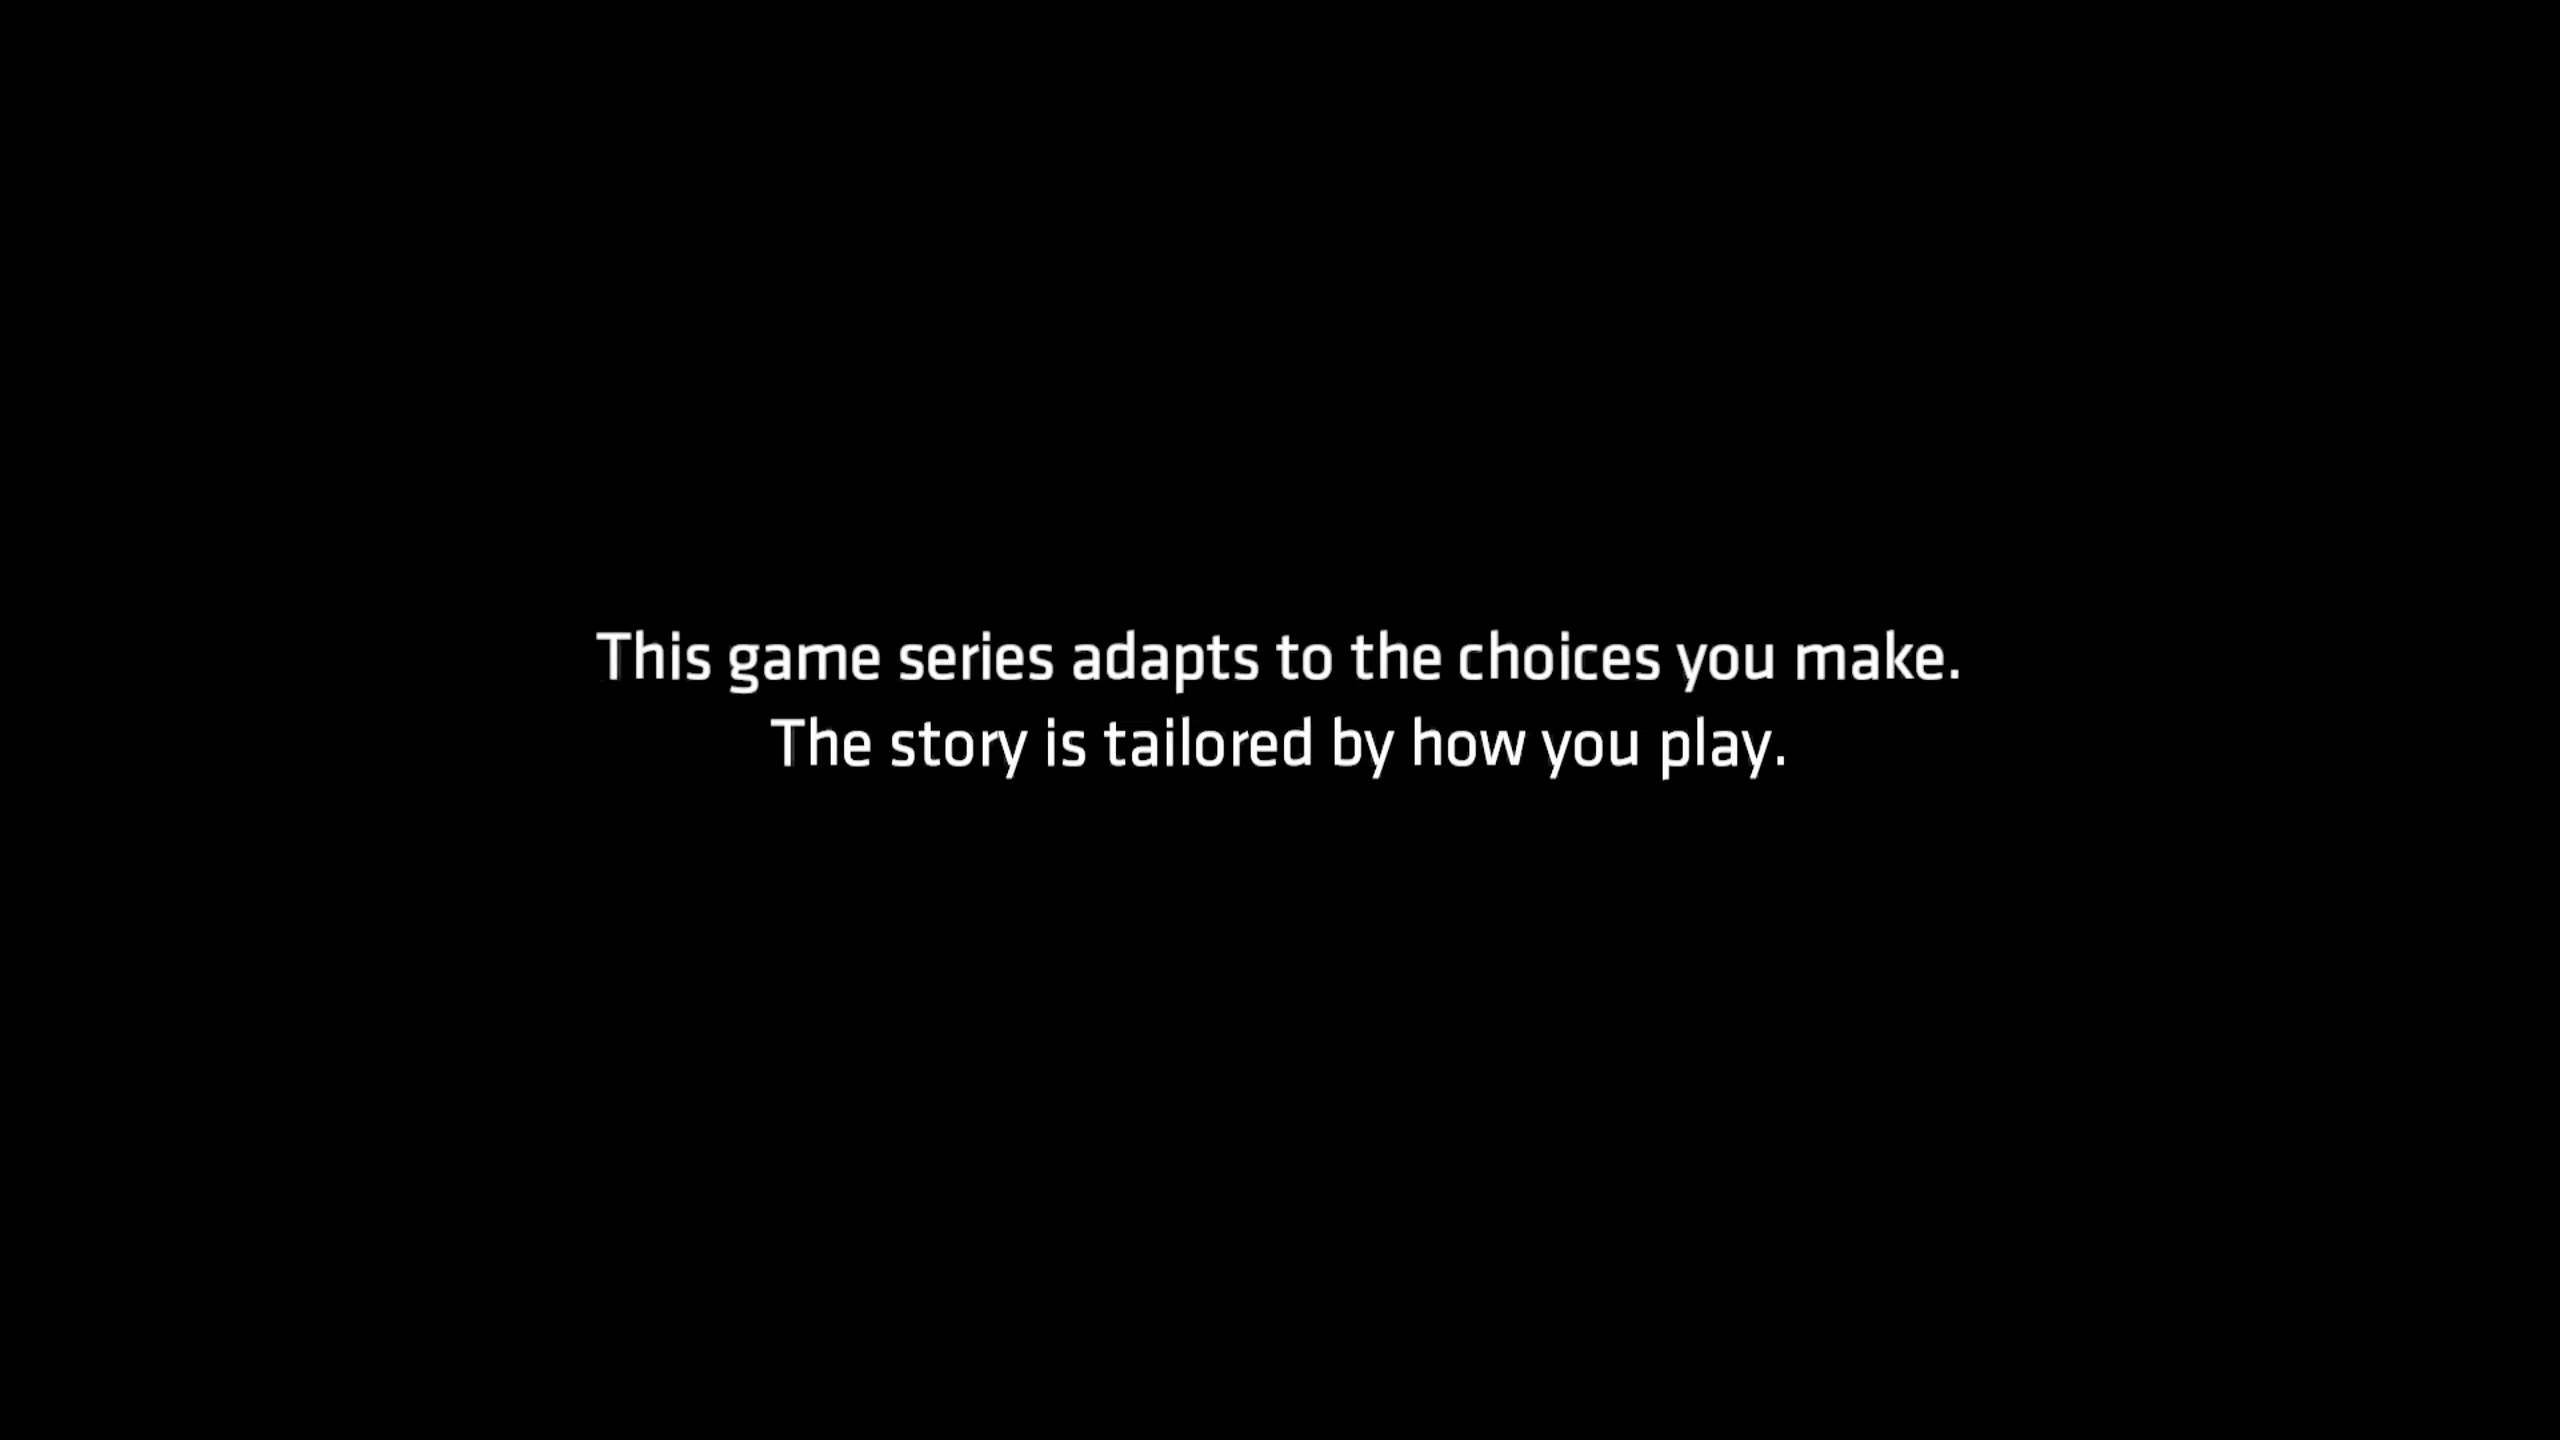 This game series adapts to the choices you make.
The story is tailored by how you play.